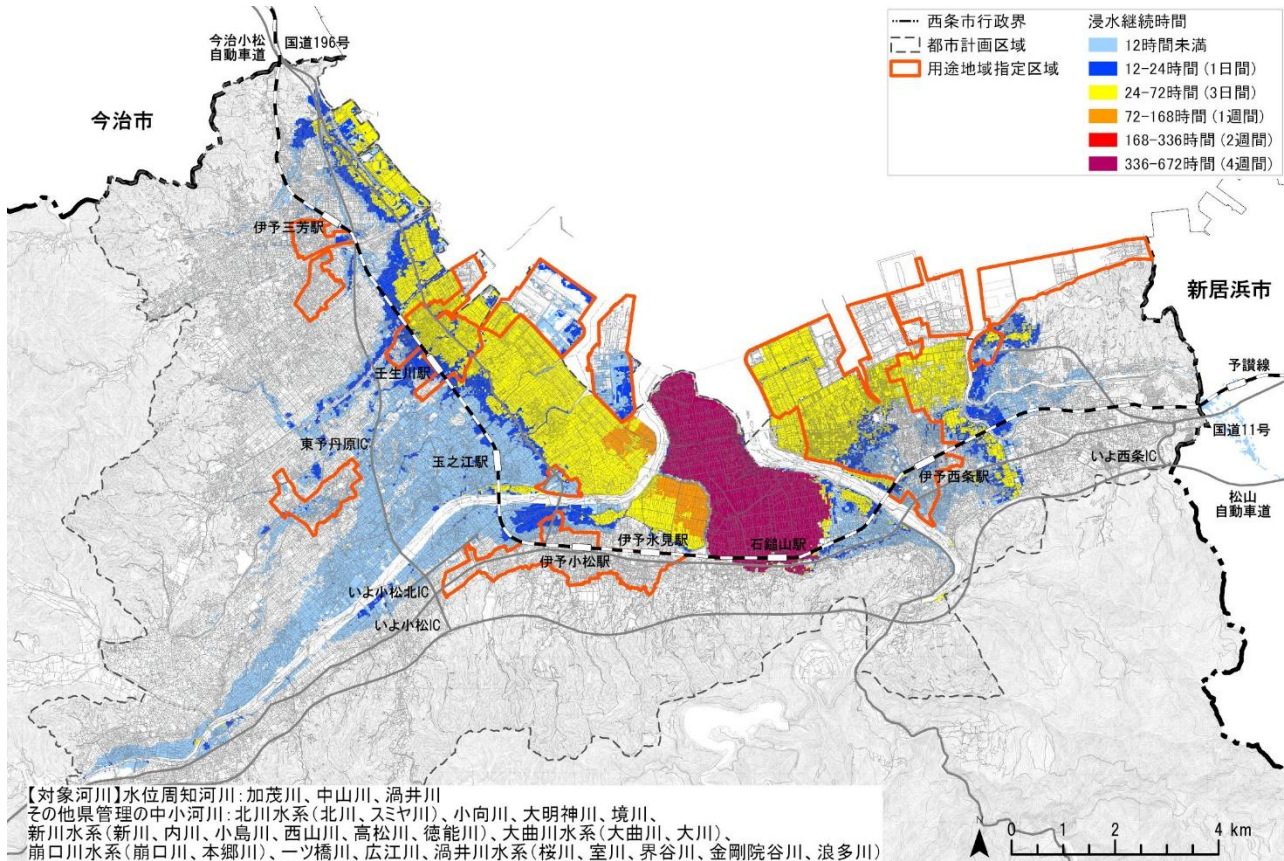 西条市行政界
都市計画区域
用途地域指定区域
浸水継続時間
12時間未満
12-24時間(1日間)
24-72時間(3日間)
72-168時間(1週間)
168-336時間(2週間)
336-672時間(4週間)
今治小松
自動車道
国道196号
今治市
伊予三芳駅
壬生川駅
東予丹原IC
玉之江駅
新居浜市
予讃線
国道11号
いよ西条IC
伊予西条駅
松山
自動車道
石鎚山駅
伊予氷見駅
伊予小松駅
いよ小松北IC
いよ小松IC
【対象河川】水位周知河川:加茂川、中山川、渦井川
その他県管理の中小河川:北川水系(北川、スミヤ川)、小向川、大明神川、境川、
新川水系(新川、内川、小島川、西山川、高松川、徳能川)、大曲川水系(大曲川、大川)、
崩口川水系(崩口川、本郷川)、一ツ橋川、広江川、渦井川水系(桜川、室川、界谷川、金剛院谷川、浪多川)
N
0 1 2 4 km